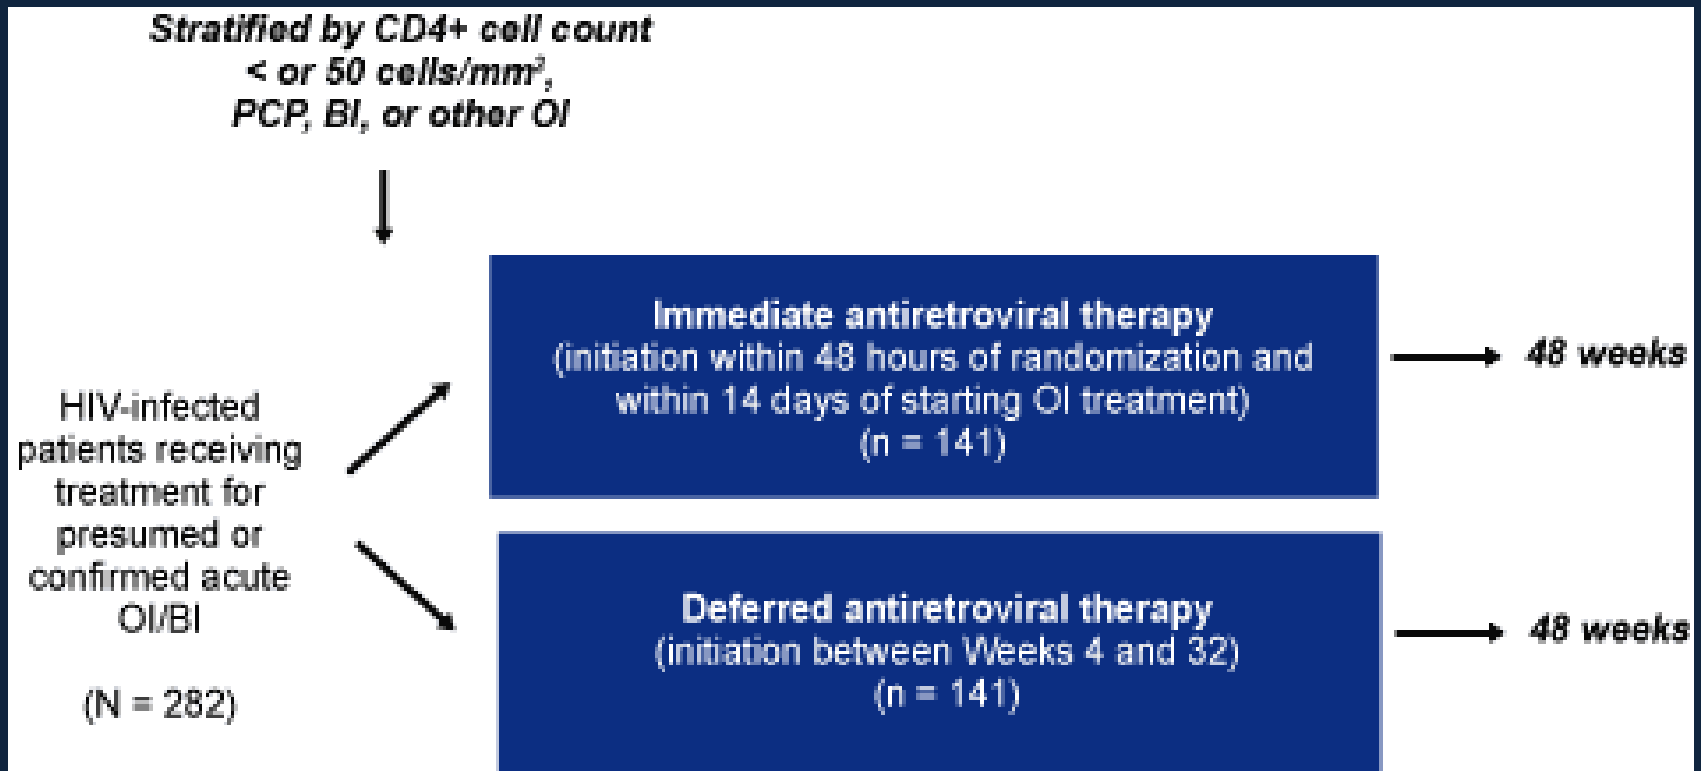 Stratified by CD4+ cell count
< or 50 cells/mm³,
PCP, BI, or other OI
HIV-infected
patients receiving
treatment for
presumed or
confirmed acute
OI/BI
(N = 282)
Immediate antiretroviral therapy
(initiation within 48 hours of randomization and
within 14 days of starting OI treatment)
(n = 141)
48 weeks
Deferred antiretroviral therapy
(initiation between Weeks 4 and 32)
(n = 141)
48 weeks